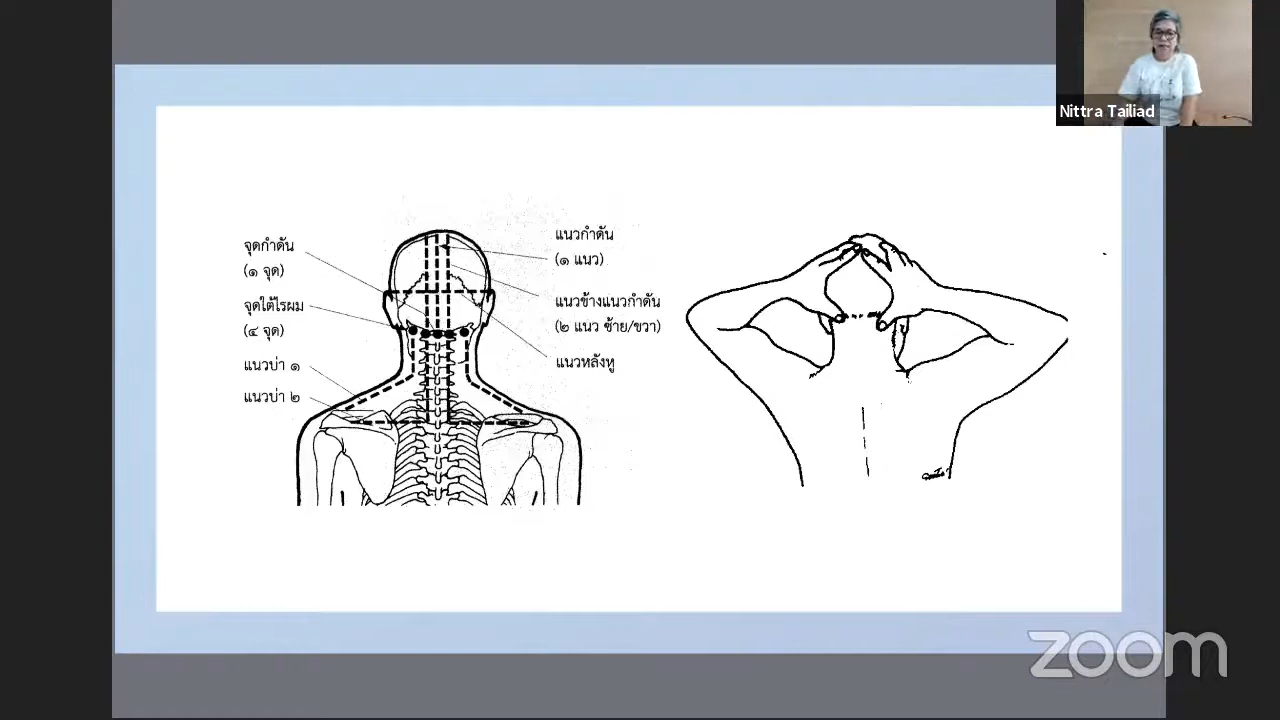 Nittra Tailiad
จุดกำดัน
(๑ จุด)
จุดใต้ไรผม
(๔ จุด)
แนวบ่า ๑
แนวบ่า ๒
แนวกำดัน
(๑ แนว)
แนวข้างแนวกำดัน
(๒ แนว ซ้าย/ขวา)
แนวหลังหู
zoom